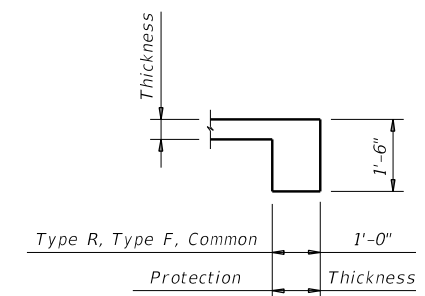 Thickness
1'-6"
Type R, Type F, Common 1'-0"
Protection Thickness